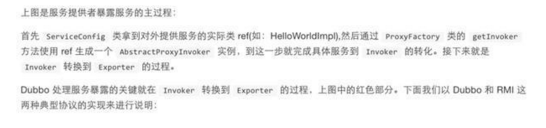 上图是服务提供者暴露服务的主过程：
首先 ServiceConfig 类拿到对外提供服务的实际类 ref(如：HelloWorldImpl),然后通过 ProxyFactory 类的 getInvoker
方法使用 ref 生成一个 AbstractProxyInvoker 实例，到这一步就完成具体服务到 Invoker 的转化。接下来就是
Invoker 转换到 Exporter 的过程。
Dubbo 处理服务暴露的关键就在 Invoker 转换到 Exporter 的过程，上图中的红色部分。下面我们以 Dubbo 和 RMI 这
两种典型协议的实现来进行说明：